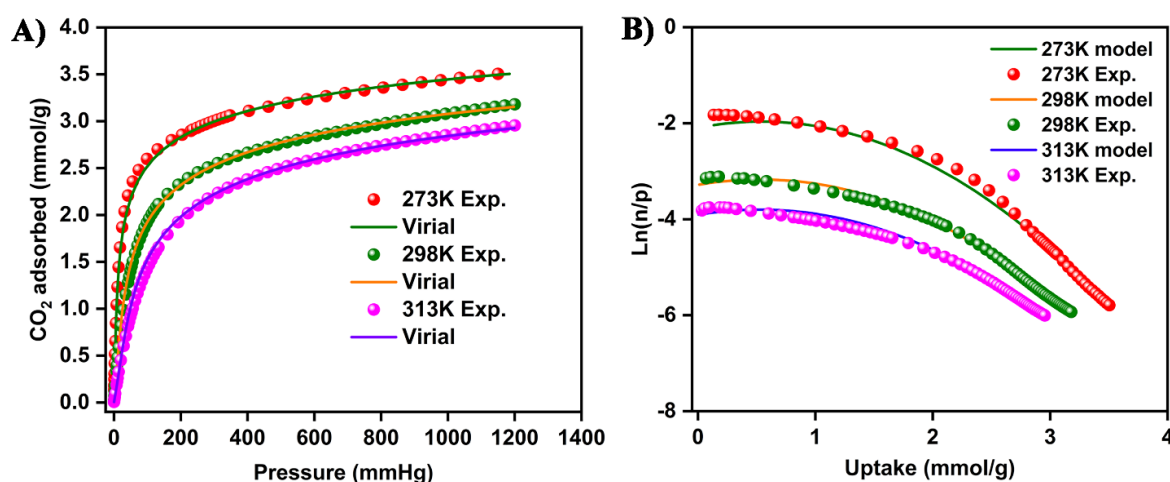 A)
4.0
3.5
3.0
2.5
2.0
1.5
1.0
0.5
0.0
CO2 adsorbed (mmol/g)
273K Exp.
Virial
298K Exp.
Virial
313K Exp.
Virial
0 200 400 600 800 1000 1200 1400
Pressure (mmHg)
B)
0
-2
-4
-6
-8
Ln(n/p)
273K model
273K Exp.
298K model
298K Exp.
313K model
313K Exp.
0 1 2 3 4
Uptake (mmol/g)